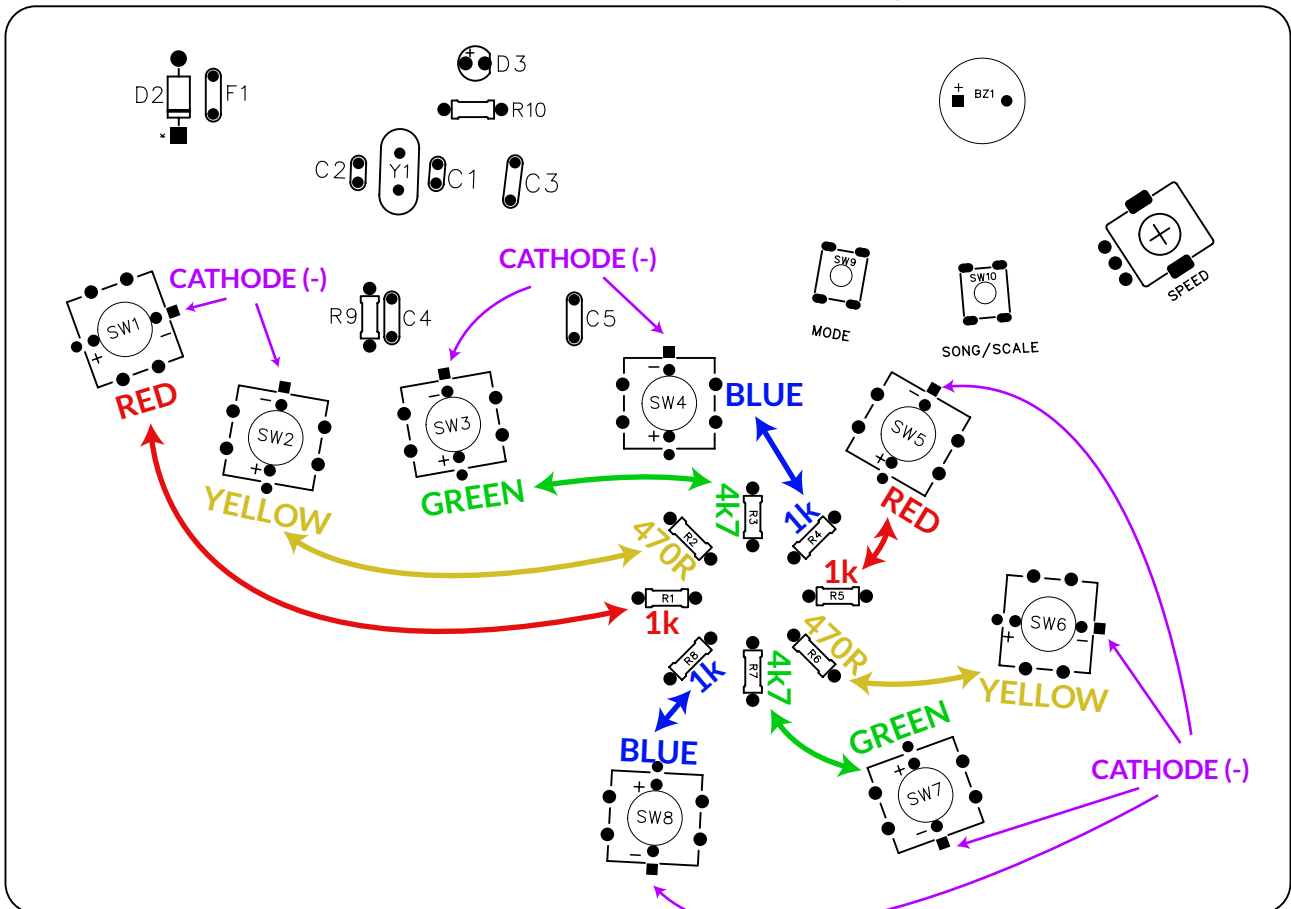 +
D3
D2
F1
R10
+
BZ1
K
C2
Y1
C1
C3
CATHODE (-)
CATHODE (-)
SW9
SW10
SPEED
SW1
+
-
R9
C4
C5
MODE
SONG/SCALE
RED
SW2
-
+
SW3
-
+
SW4
-
+
BLUE
SW5
-
+
YELLOW
GREEN
4k7
R3
1k
R4
RED
470R
R2
1k
R5
R1
1k
SW6
+
-
470R
R6
R8
1k
R7
4k7
YELLOW
GREEN
BLUE
SW7
+
-
CATHODE (-)
SW8
+
-